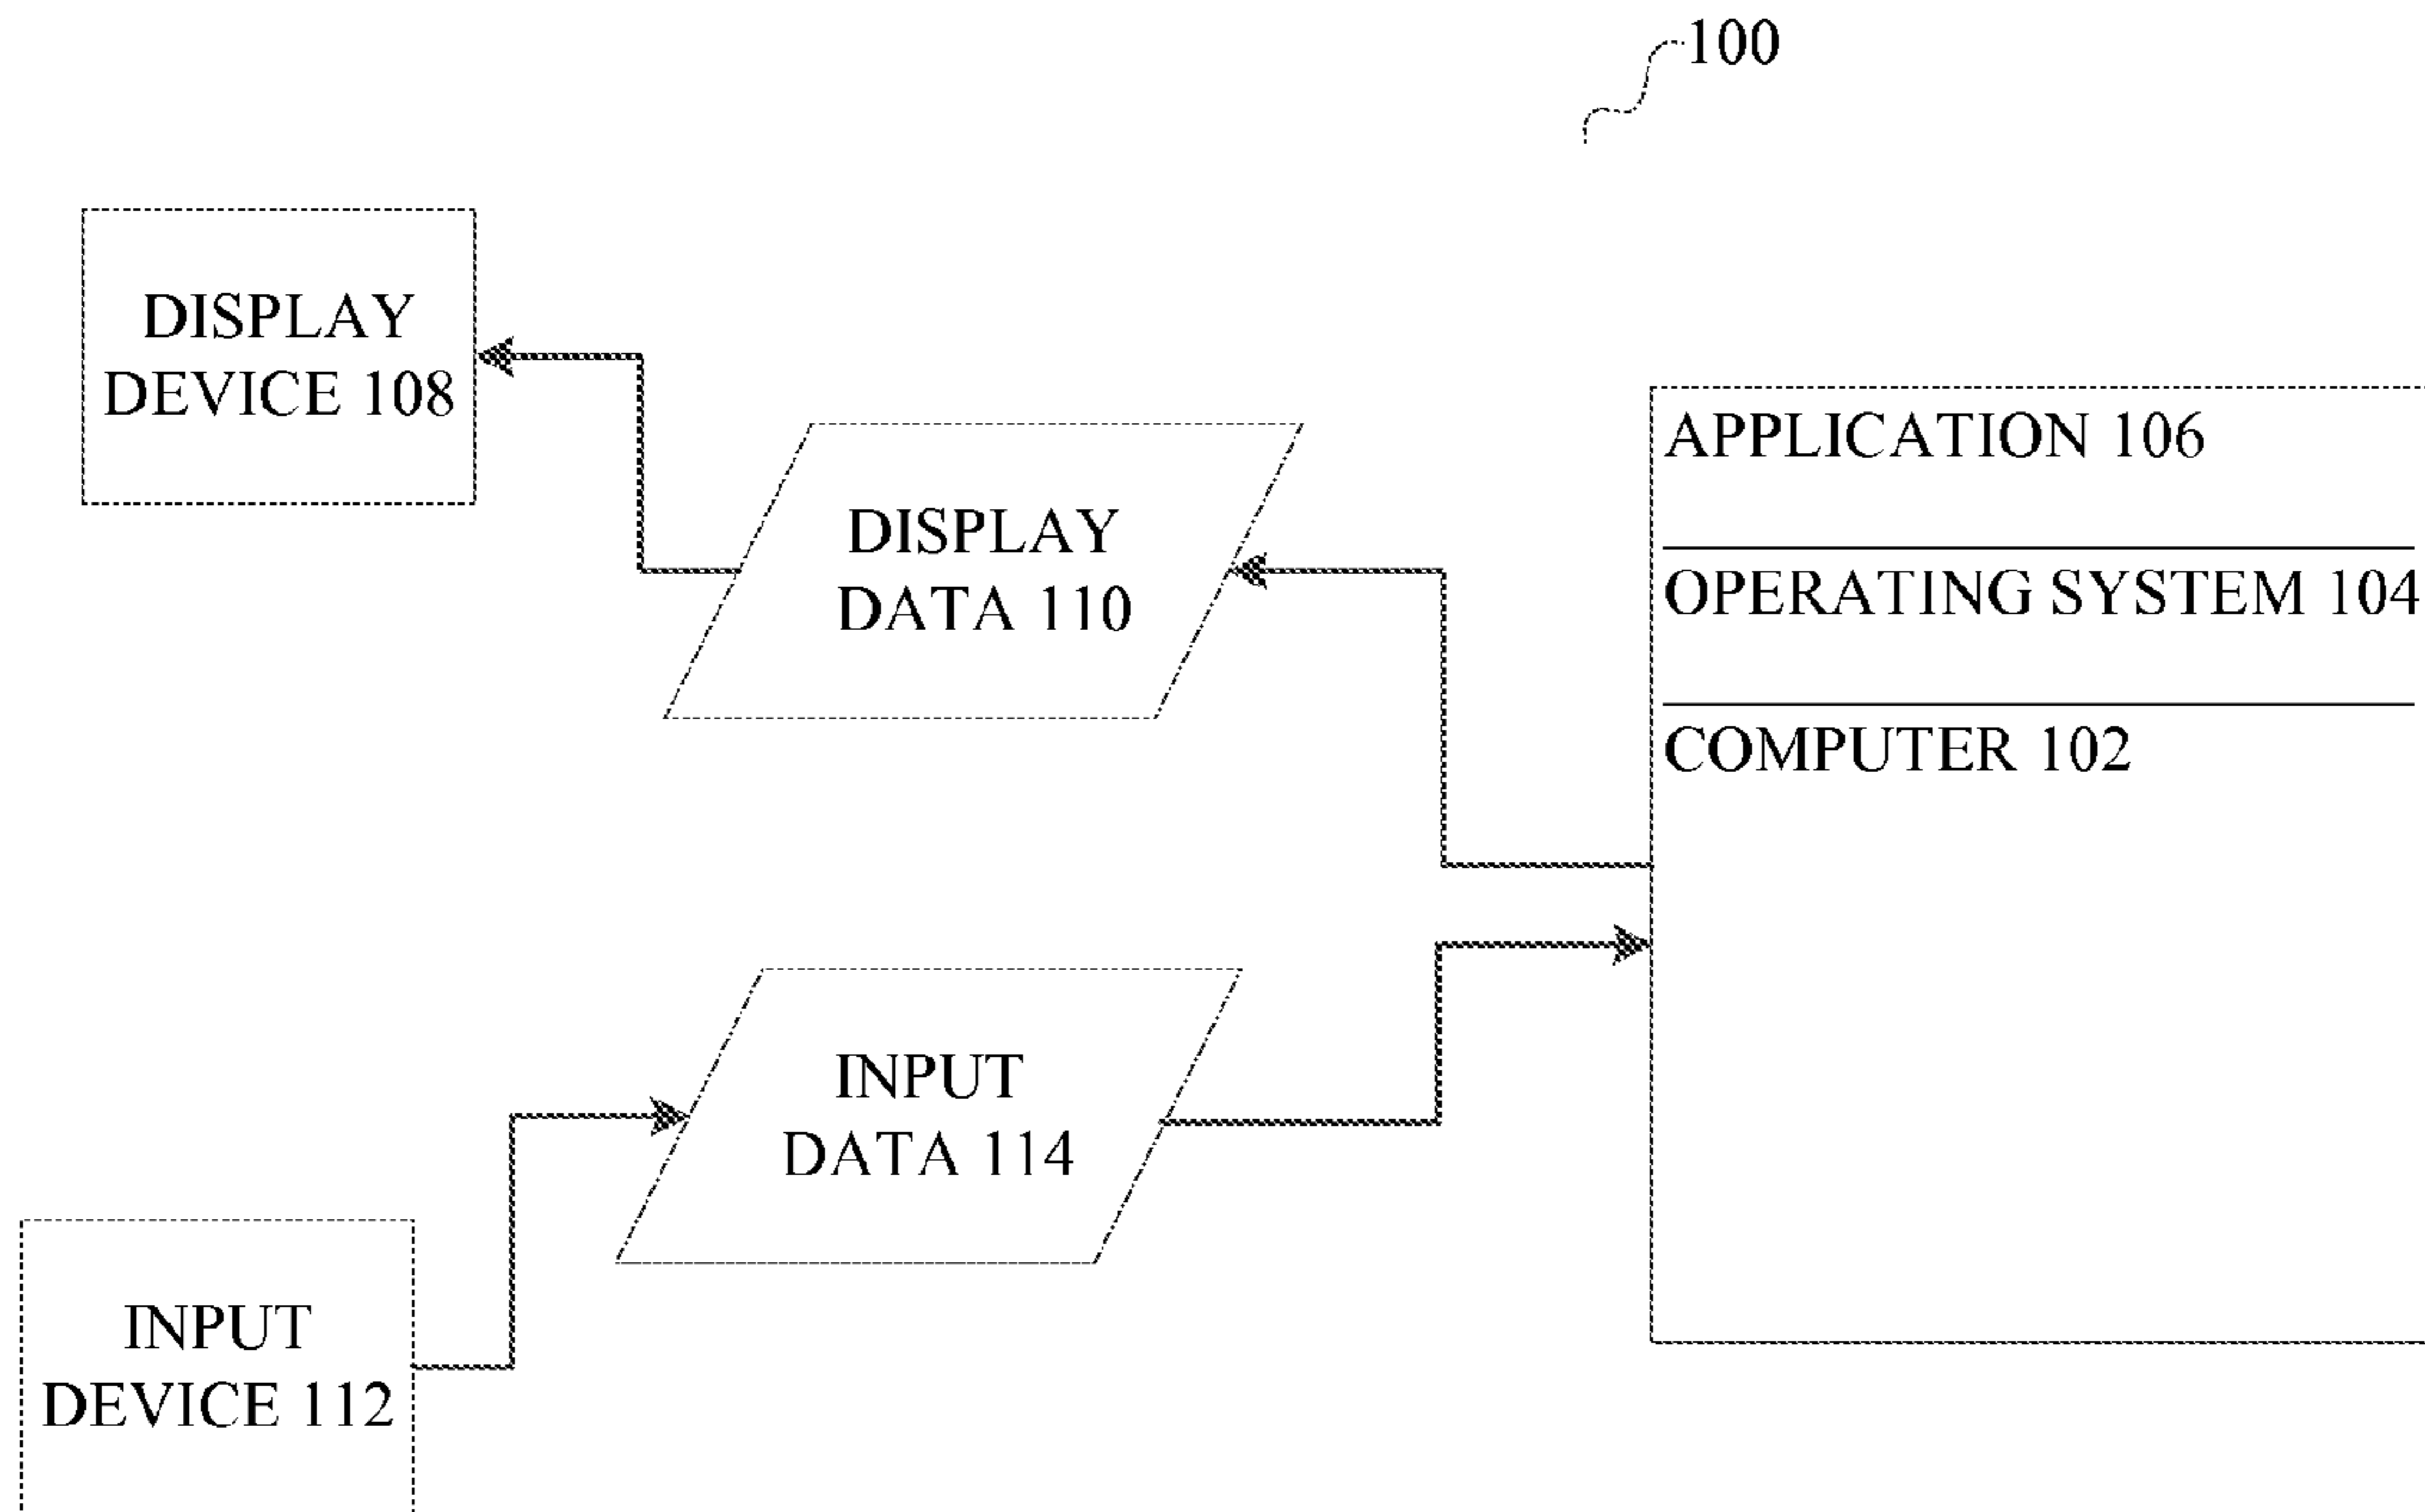 100
DISPLAY
DEVICE 108
DISPLAY
DATA 110
APPLICATION 106
OPERATING SYSTEM 104
COMPUTER 102
INPUT
DATA 114
INPUT
DEVICE 112